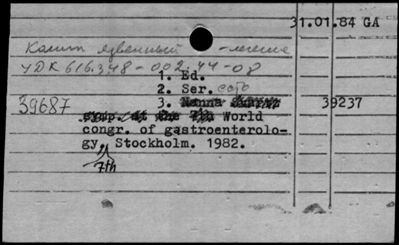 31.01.84 GA
Колит язвенный - лечение
УДК 616.348-002.44-08
1. Ed.
2. Ser. сото
39687 3. 39237
World
congr. of gastroenterolo-
gy, Stockholm. 1982.
7th